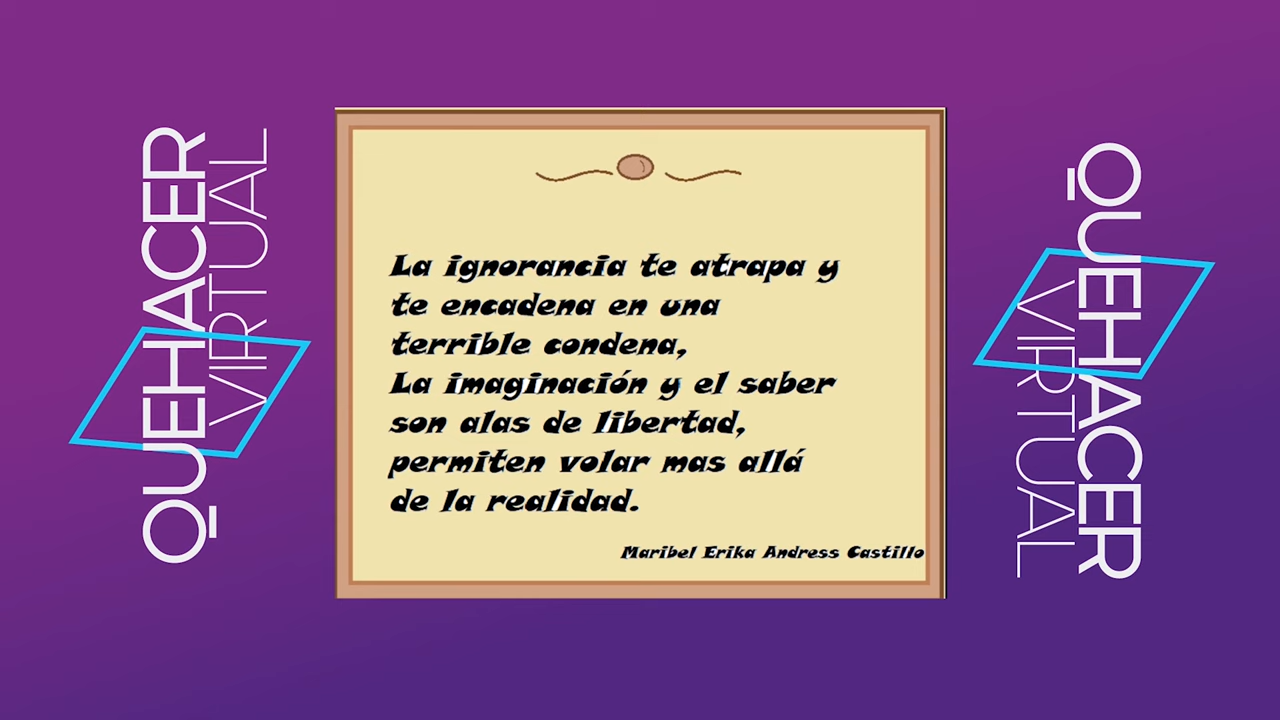 QUEHACER
VIRTUAL
La ignorancia te atrapa y
te encadena en una
terrible condena,
La imaginación y el saber
son alas de libertad,
permiten volar mas allá
de la realidad.
Maribel Erika Andress Castillo
QUEHACER
VIRTUAL